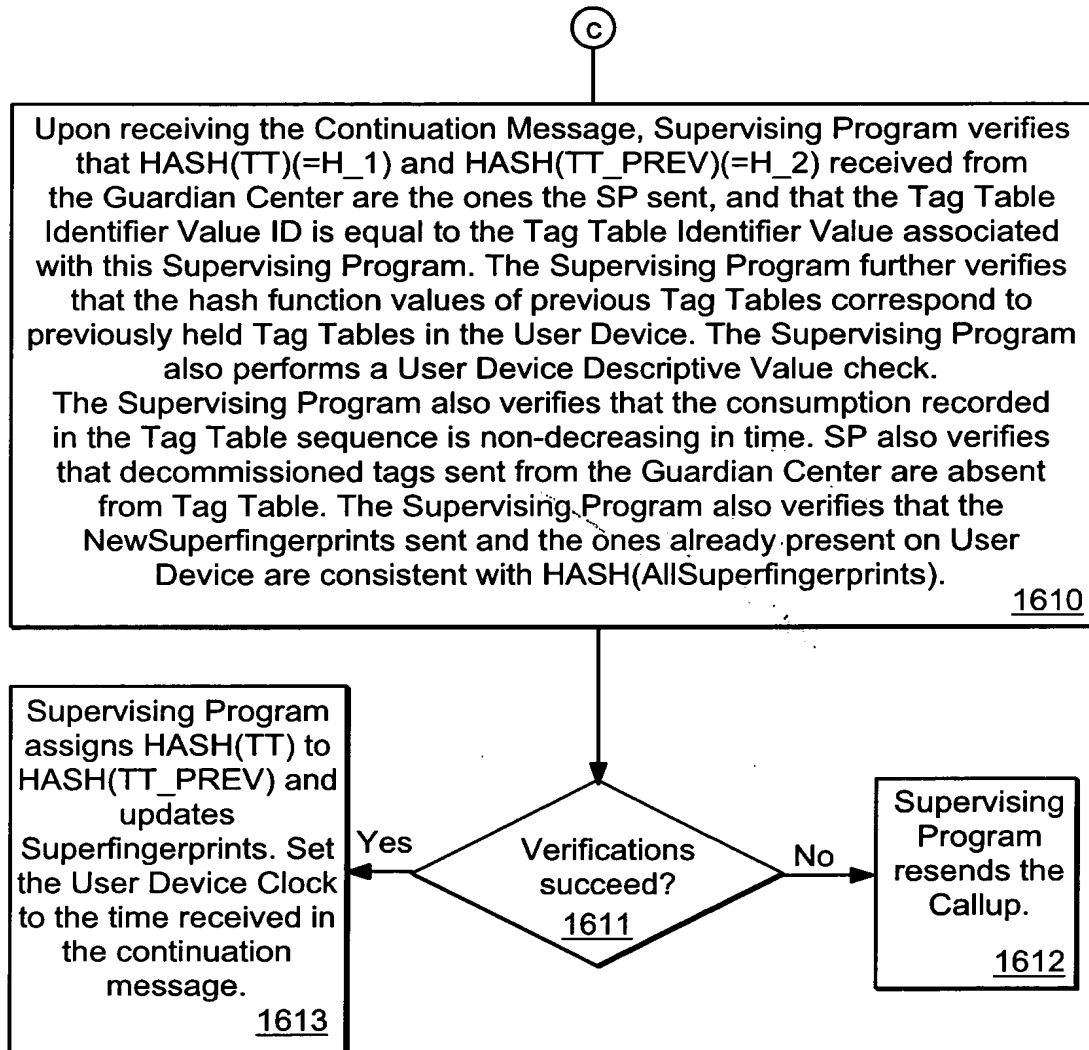 C
Upon receiving the Continuation Message, Supervising Program verifies
that HASH(TT)(=H_1) and HASH(TT_PREV)(=H_2) received from
the Guardian Center are the ones the SP sent, and that the Tag Table
Identifier Value ID is equal to the Tag Table Identifier Value associated
with this Supervising Program. The Supervising Program further verifies
that the hash function values of previous Tag Tables correspond to
previously held Tag Tables in the User Device. The Supervising Program
also performs a User Device Descriptive Value check.
The Supervising Program also verifies that the consumption recorded
in the Tag Table sequence is non-decreasing in time. SP also verifies
that decommissioned tags sent from the Guardian Center are absent
from Tag Table. The Supervising Program also verifies that the
NewSuperfingerprints sent and the ones already present on User
Device are consistent with HASH(AllSuperfingerprints).
1610
Supervising Program
assigns HASH(TT) to
HASH(TT_PREV) and
updates
Superfingerprints. Set
the User Device Clock
to the time received in
the continuation
message.
1613
Yes
Verifications
succeed?
1611
No
Supervising
Program
resends the
Callup.
1612